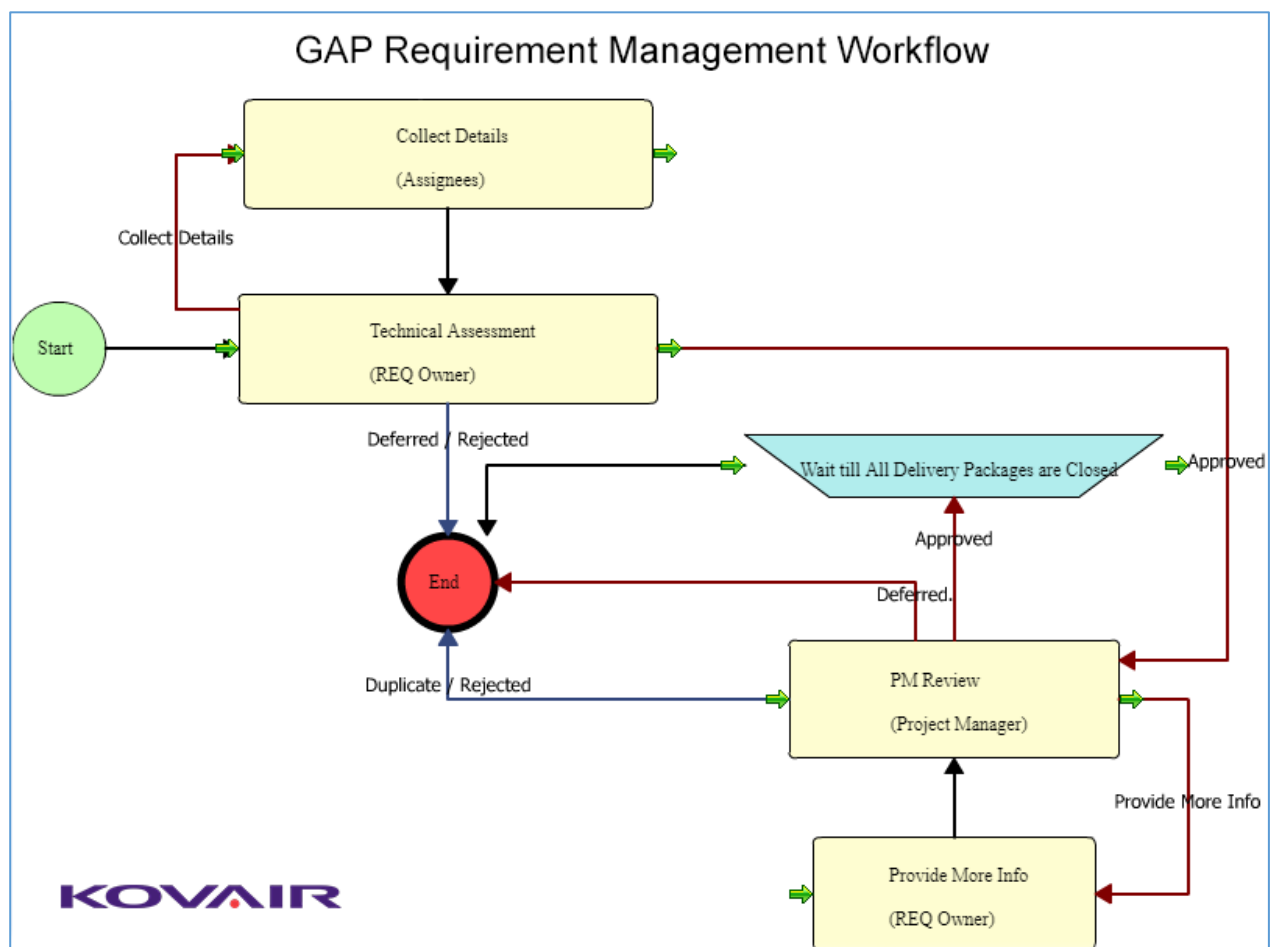 GAP Requirement Management Workflow
Collect Details
(Assignees)
Collect Details
Start
Technical Assessment
(REQ Owner)
Deferred / Rejected
Wait till All Delivery Packages are Closed
Approved
Approved
End
Deferred.
Duplicate / Rejected
PM Review
(Project Manager)
Provide More Info
Provide More Info
(REQ Owner)
KOVAIR